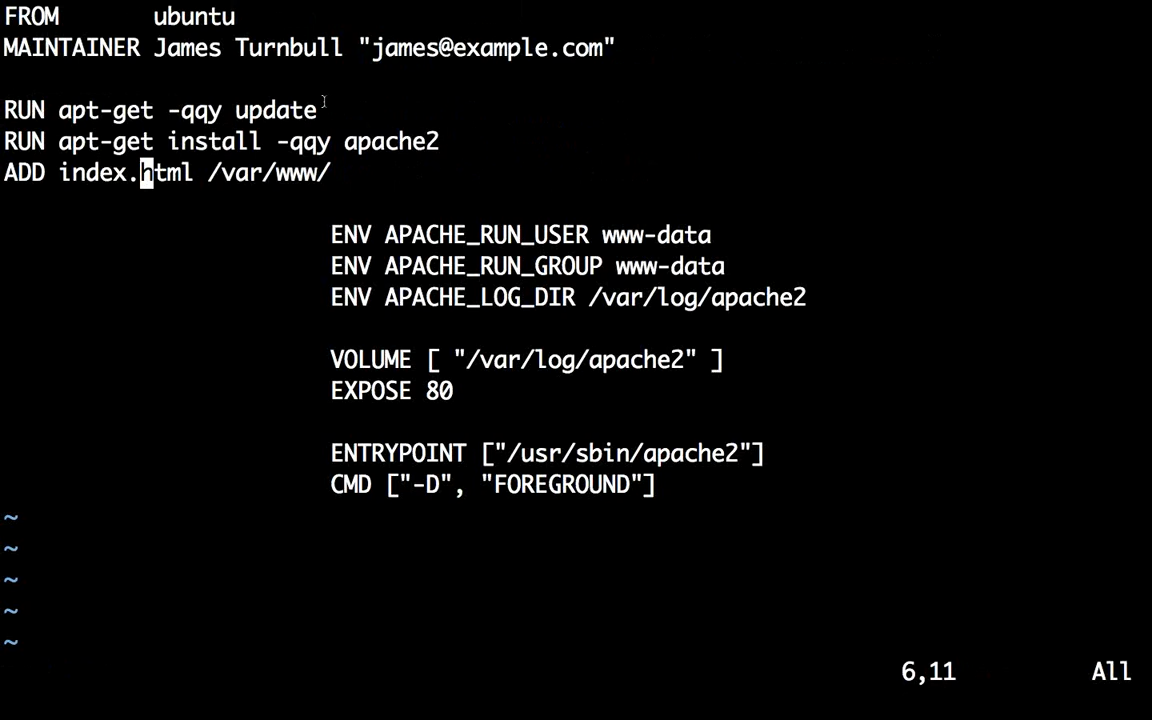 FROM ubuntu
MAINTAINER James Turnbull "james@example.com"
RUN apt-get -qqy update
RUN apt-get install -qqy apache2
ADD index.html /var/www/
ENV APACHE_RUN_USER www-data
ENV APACHE_RUN_GROUP www-data
ENV APACHE_LOG_DIR /var/log/apache2
VOLUME [ "/var/log/apache2" ]
EXPOSE 80
ENTRYPOINT ["/usr/sbin/apache2"]
CMD ["-D", "FOREGROUND"]
~
~
~
~
~
6,11 All